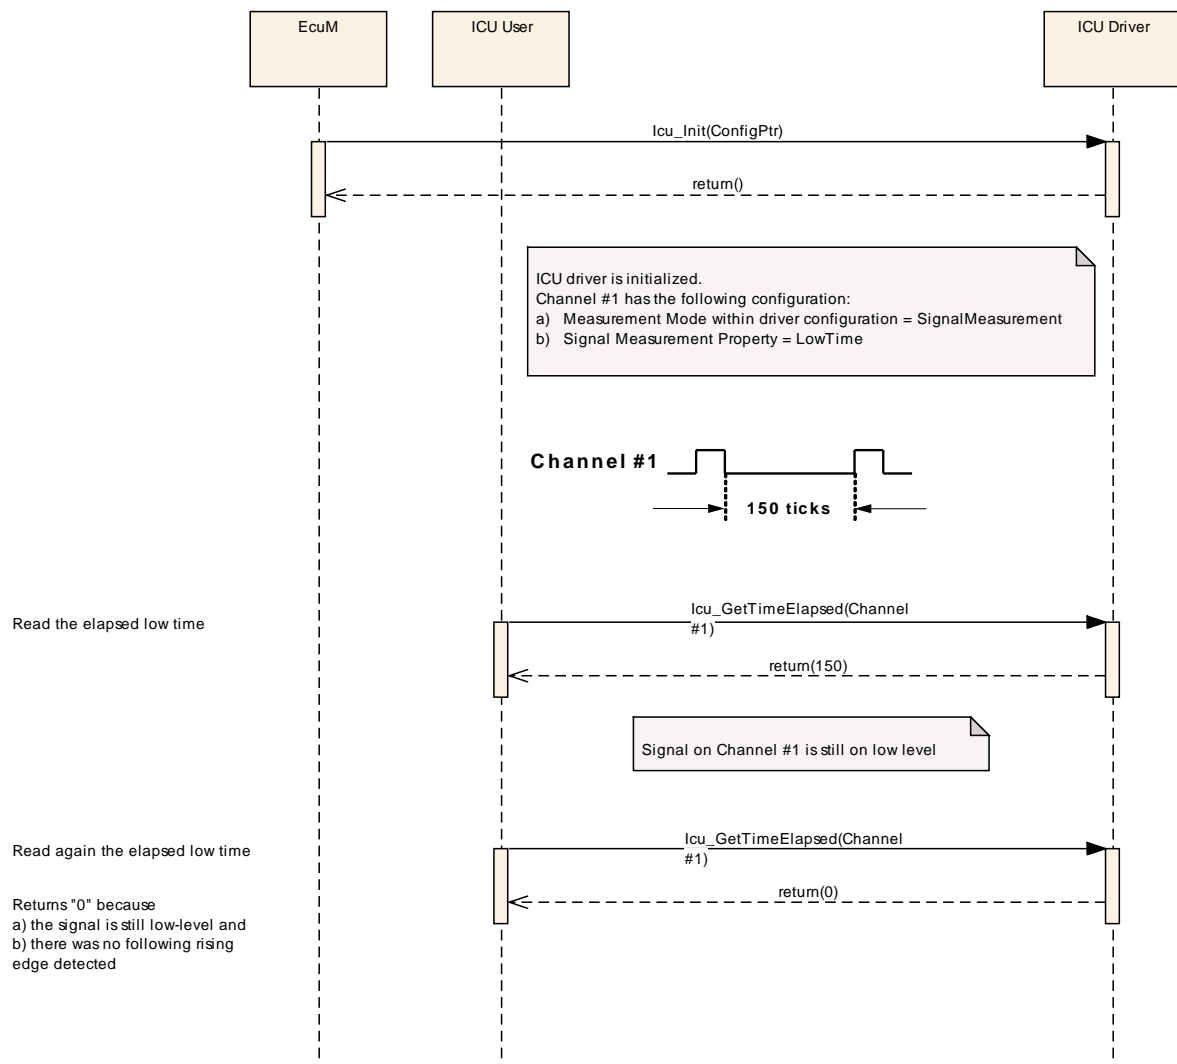 EcuM
ICU User
ICU Driver
Icu_Init(ConfigPtr)
return()
ICU driver is initialized.
Channel #1 has the following configuration:
a) Measurement Mode within driver configuration = SignalMeasurement
b) Signal Measurement Property = LowTime
Channel #1
150 ticks
Read the elapsed low time
Icu_GetTimeElapsed(Channel
#1)
return(150)
Signal on Channel #1 is still on low level
Read again the elapsed low time
Icu_GetTimeElapsed(Channel
#1)
return(0)
Returns "0" because
a) the signal is still low-level and
b) there was no following rising
edge detected